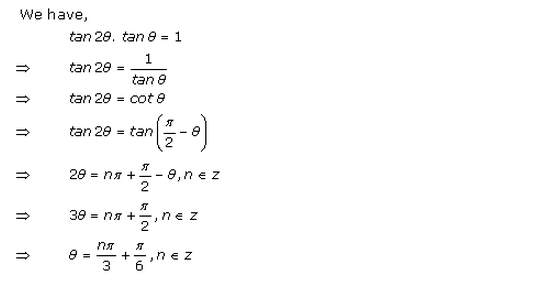 We have,
tan 2θ. tan θ = 1
⇒ tan 2θ = 1/tan θ
⇒ tan 2θ = cot θ
⇒ tan 2θ = tan(π/2 − θ)
⇒ 2θ = nπ + π/2 − θ, n ∈ z
⇒ 3θ = nπ + π/2, n ∈ z
⇒ θ = nπ/3 + π/6, n ∈ z